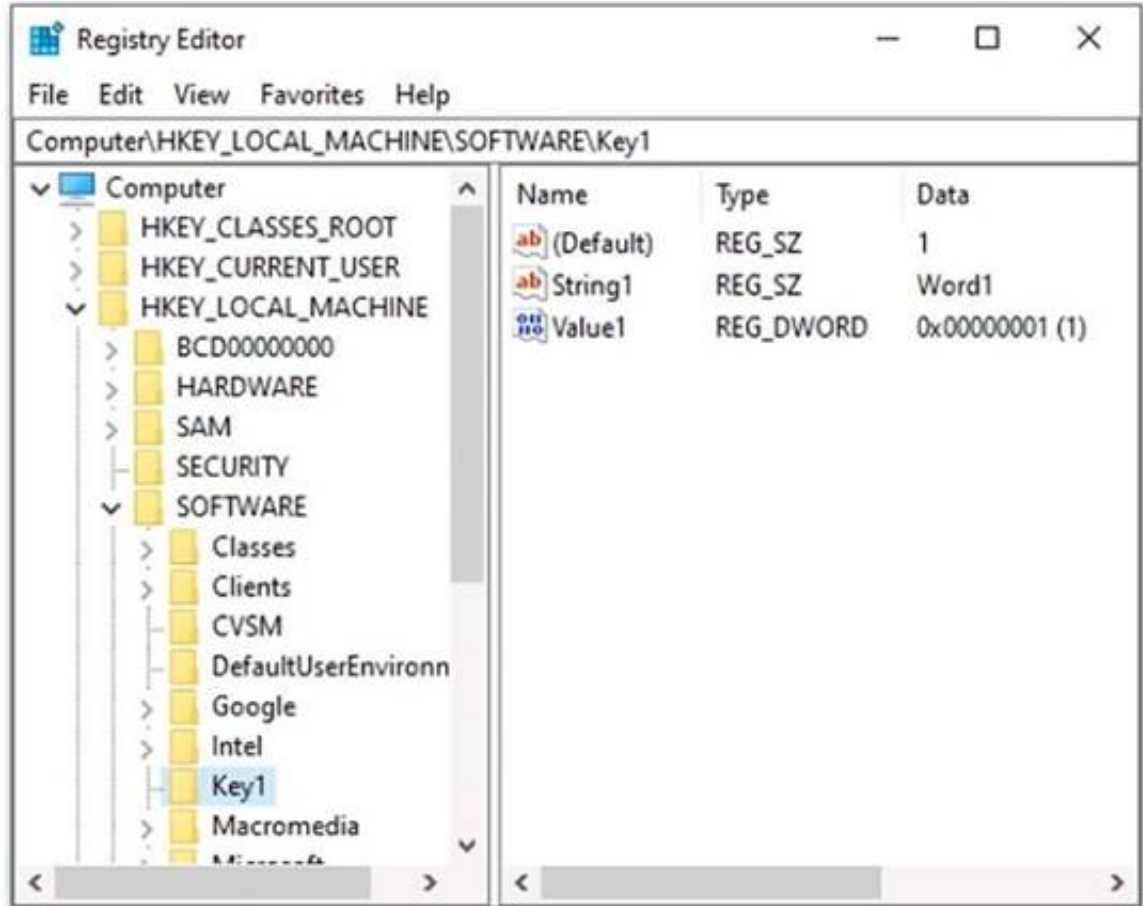 Registry Editor
File Edit View Favorites Help
Computer\HKEY_LOCAL_MACHINE\SOFTWARE\Key1
Computer
HKEY_CLASSES_ROOT
HKEY_CURRENT_USER
HKEY_LOCAL_MACHINE
BCD00000000
HARDWARE
SAM
SECURITY
SOFTWARE
Classes
Clients
CVSM
DefaultUserEnvironn
Google
Intel
Key1
Macromedia
Microsoft
Name Type Data
(Default) REG_SZ 1
String1 REG_SZ Word1
Value1 REG_DWORD 0x00000001 (1)